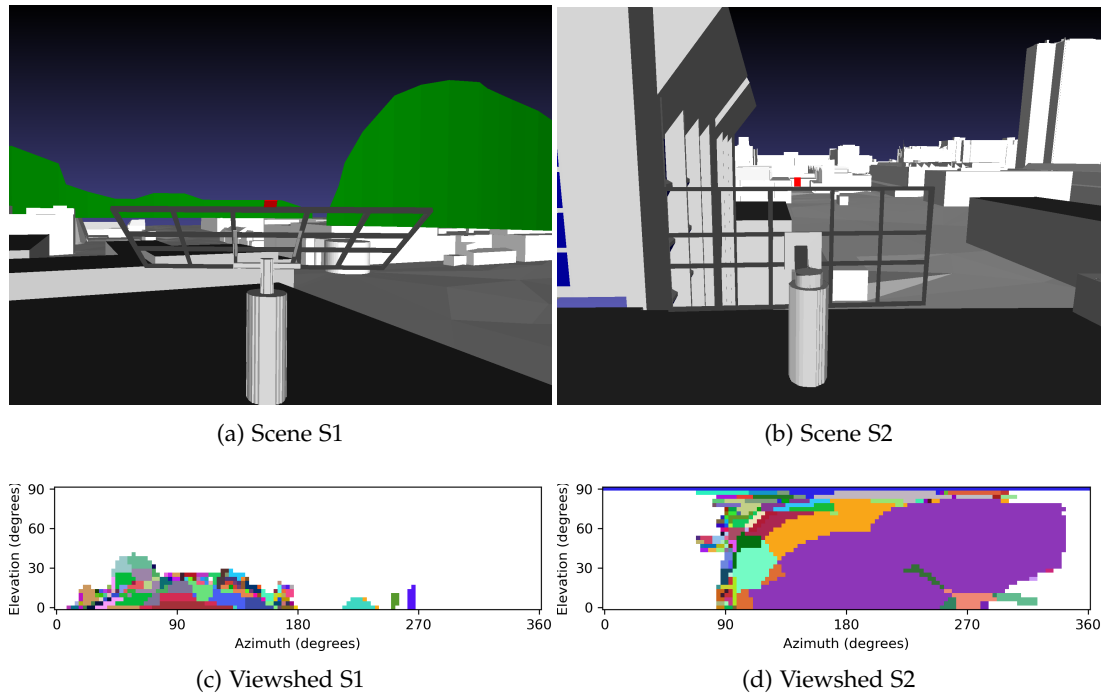 (a) Scene S1
(b) Scene S2
Elevation (degrees)
90
60
30
0
0
90
180
270
360
Azimuth (degrees)
(c) Viewshed S1
Elevation (degrees)
90
60
30
0
0
90
180
270
360
Azimuth (degrees)
(d) Viewshed S2